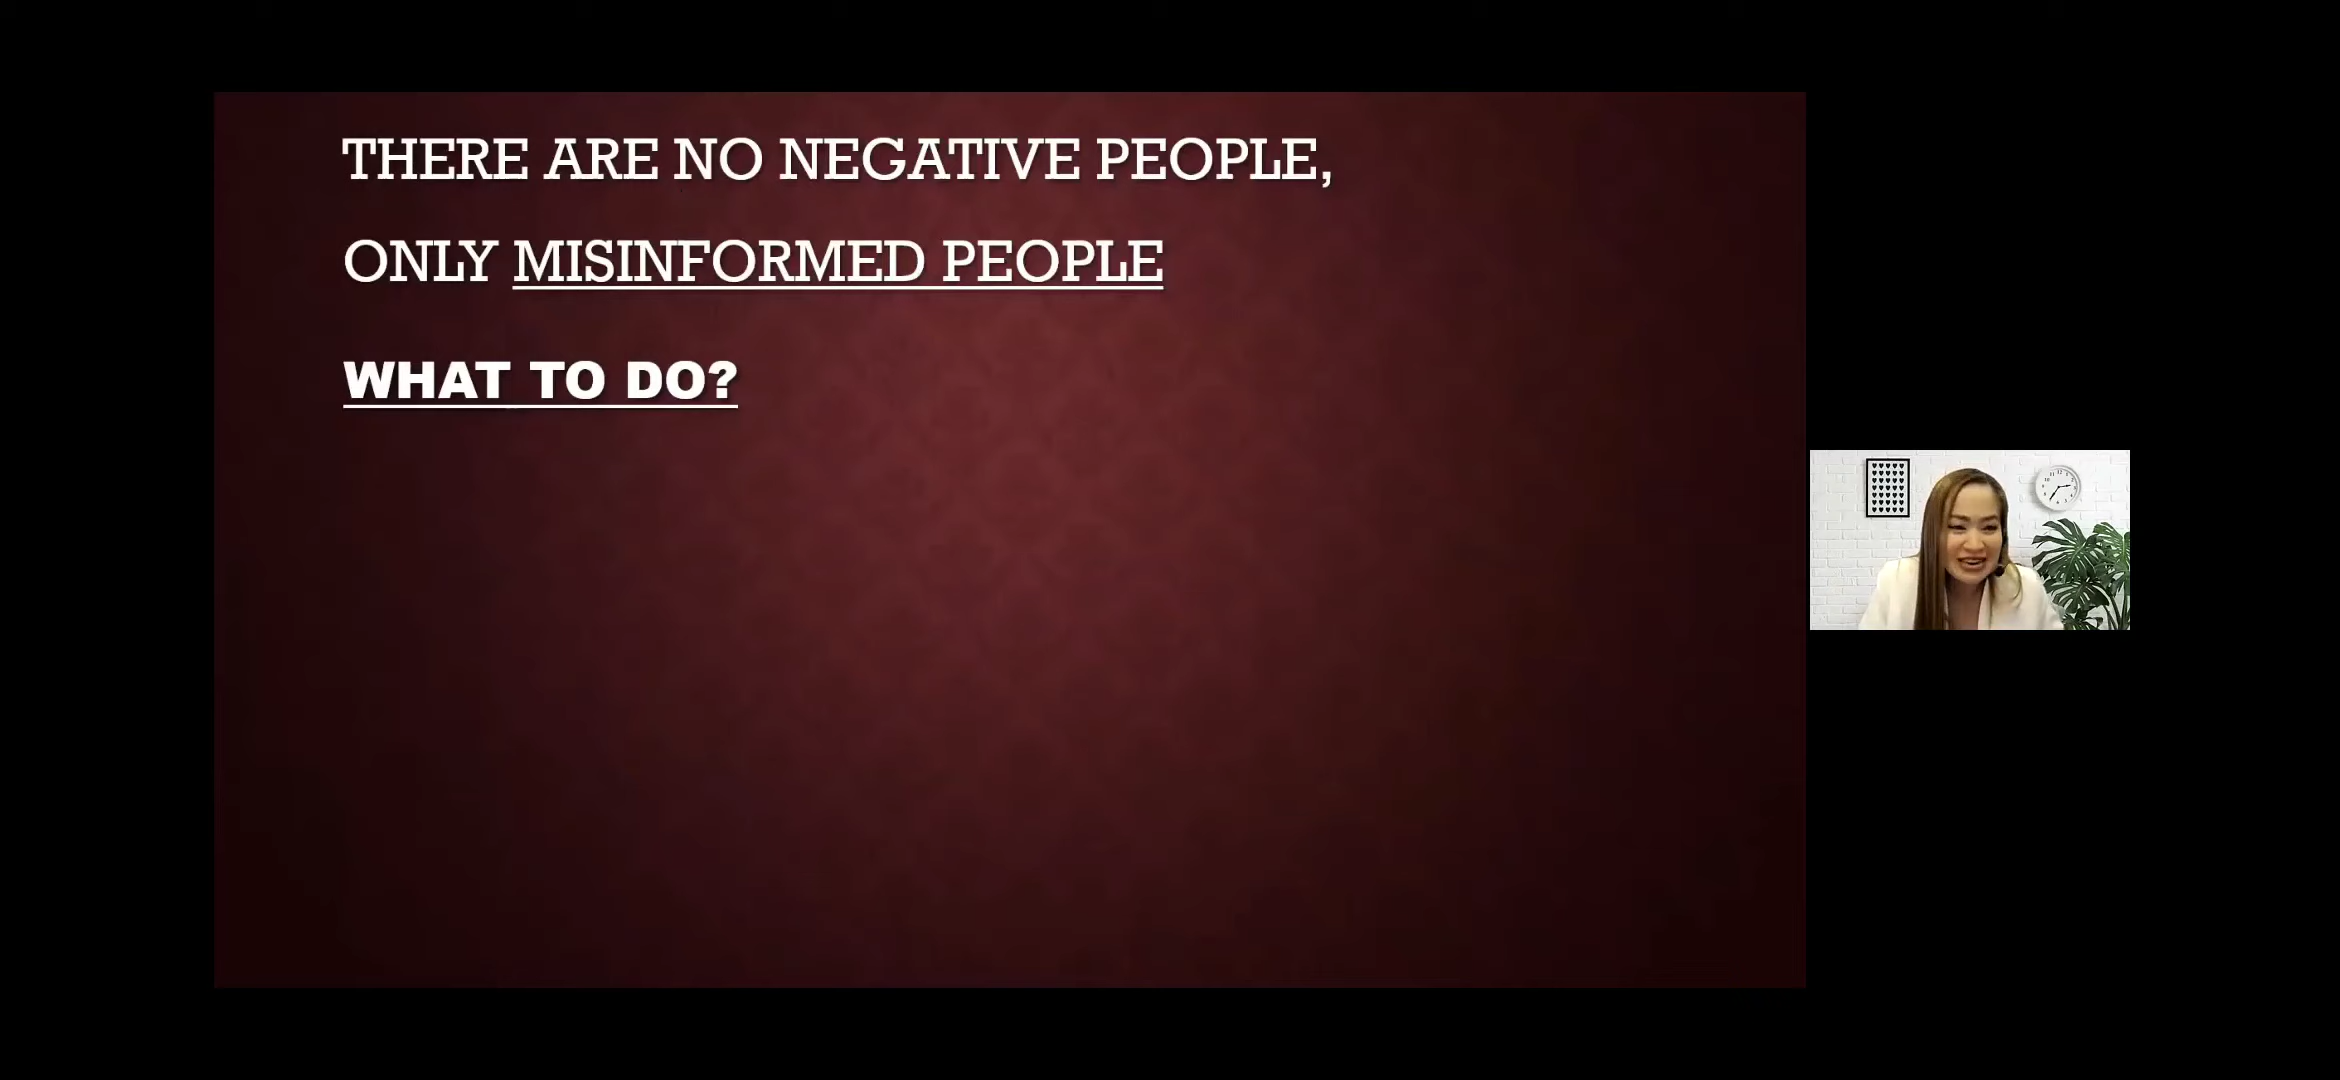 THERE ARE NO NEGATIVE PEOPLE,
ONLY MISINFORMED PEOPLE
WHAT TO DO?